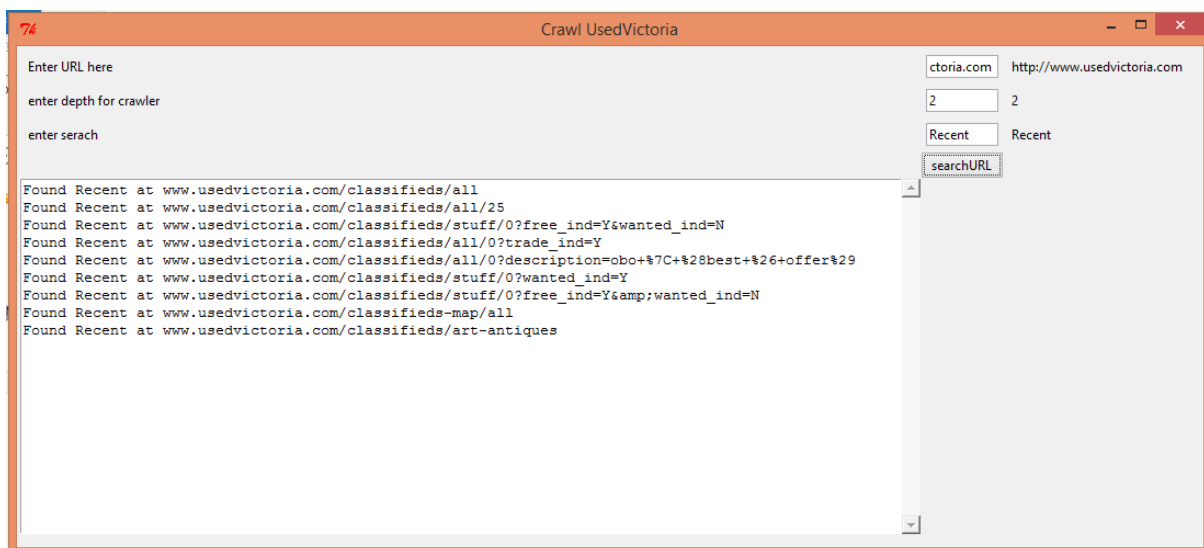 Crawl UsedVictoria
Enter URL here ctoria.com http://www.usedvictoria.com
enter depth for crawler 2 2
enter serach Recent Recent
searchURL
Found Recent at www.usedvictoria.com/classifieds/all
Found Recent at www.usedvictoria.com/classifieds/all/25
Found Recent at www.usedvictoria.com/classifieds/stuff/0?free_ind=Y&wanted_ind=N
Found Recent at www.usedvictoria.com/classifieds/all/0?trade_ind=Y
Found Recent at www.usedvictoria.com/classifieds/all/0?description=obo+%7C+%28best+%26+offer%29
Found Recent at www.usedvictoria.com/classifieds/stuff/0?wanted_ind=Y
Found Recent at www.usedvictoria.com/classifieds/stuff/0?free_ind=Y&amp;wanted_ind=N
Found Recent at www.usedvictoria.com/classifieds-map/all
Found Recent at www.usedvictoria.com/classifieds/art-antiques